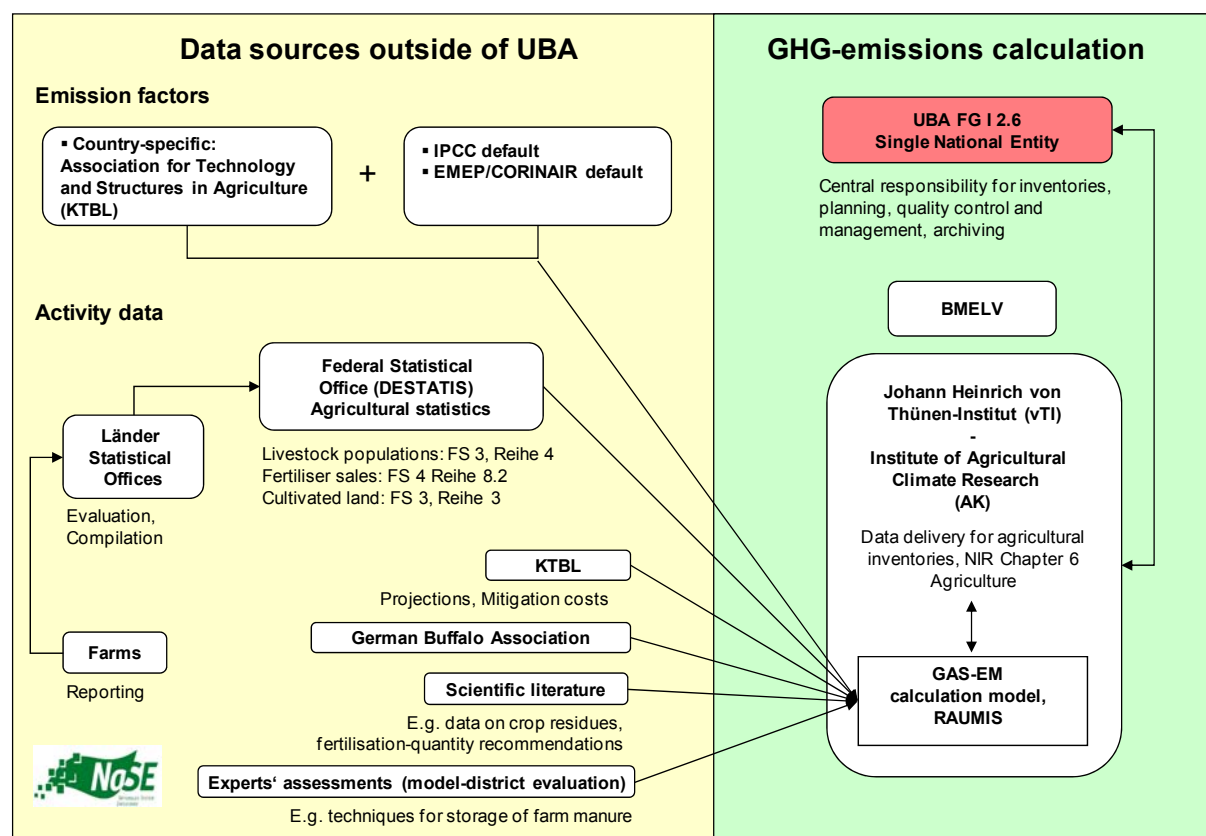 Data sources outside of UBA
Emission factors
▪ Country-specific:
Association for Technology
and Structures in Agriculture
(KTBL)
+
▪ IPCC default
▪ EMEP/CORINAIR default
Activity data
Federal Statistical
Office (DESTATIS)
Agricultural statistics
Livestock populations: FS 3, Reihe 4
Fertiliser sales: FS 4 Reihe 8.2
Cultivated land: FS 3, Reihe 3
Länder
Statistical
Offices
Evaluation,
Compilation
Farms
Reporting
KTBL
Projections, Mitigation costs
German Buffalo Association
Scientific literature
E.g. data on crop residues,
fertilisation-quantity recommendations
Experts‘ assessments (model-district evaluation)
E.g. techniques for storage of farm manure
NaSE
GHG-emissions calculation
UBA FG I 2.6
Single National Entity
Central responsibility for inventories,
planning, quality control and
management, archiving
BMELV
Johann Heinrich von
Thünen-Institut (vTI)
-
Institute of Agricultural
Climate Research
(AK)
Data delivery for agricultural
inventories, NIR Chapter 6
Agriculture
GAS-EM
calculation model,
RAUMIS